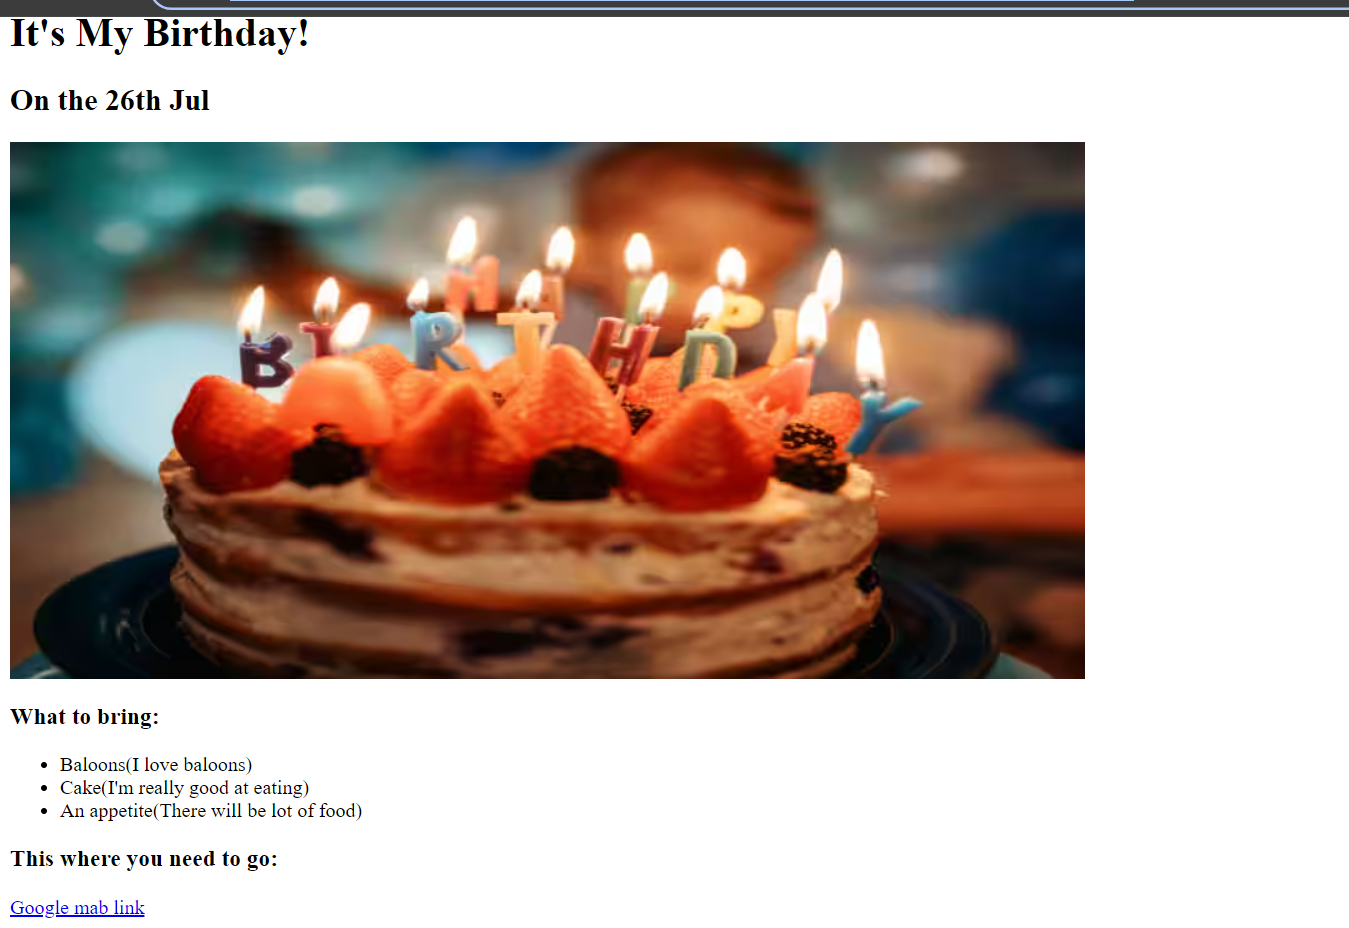 It's My Birthday!
On the 26th Jul
H A P P Y
BIRTHDAY
What to bring:
Baloons(I love baloons)
Cake(I'm really good at eating)
An appetite(There will be lot of food)
This where you need to go:
Google mab link